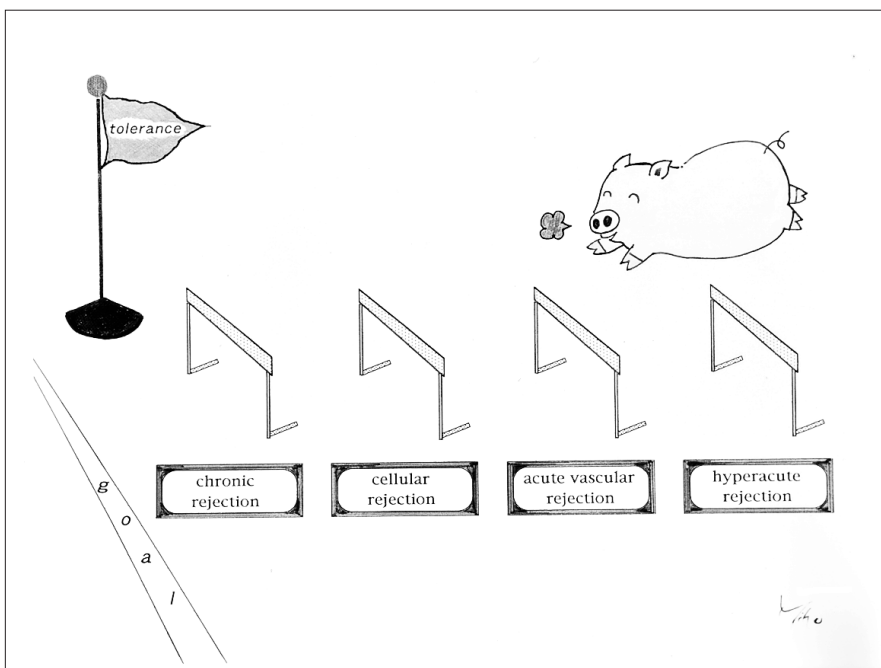 tolerance
chronic
rejection
cellular
rejection
acute vascular
rejection
hyperacute
rejection
g
o
a
l